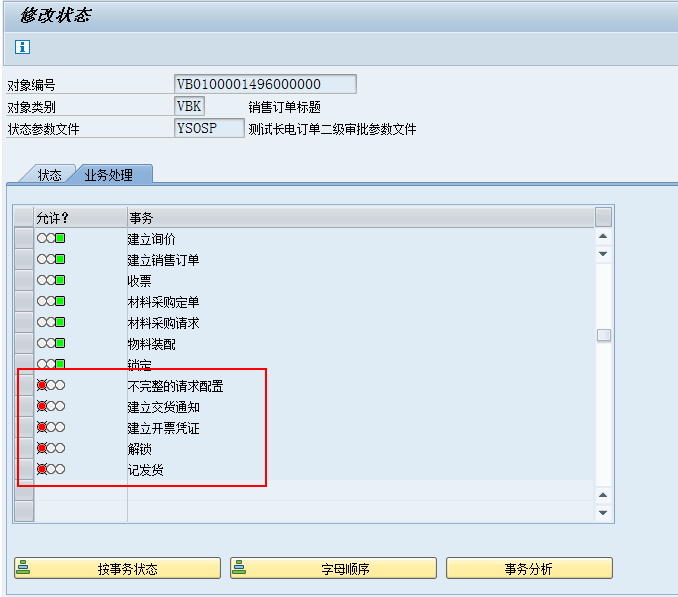 修改状态
对象编号 VB0100001496000000
对象类别 VBK 销售订单标题
状态参数文件 YSOSP 测试长电订单二级审批参数文件
状态 业务处理
允许? 事务
建立询价
建立销售订单
收票
材料采购定单
材料采购请求
物料装配
锁定
不完整的请求配置
建立交货通知
建立开票凭证
解锁
记发货
按事务状态 字母顺序 事务分析